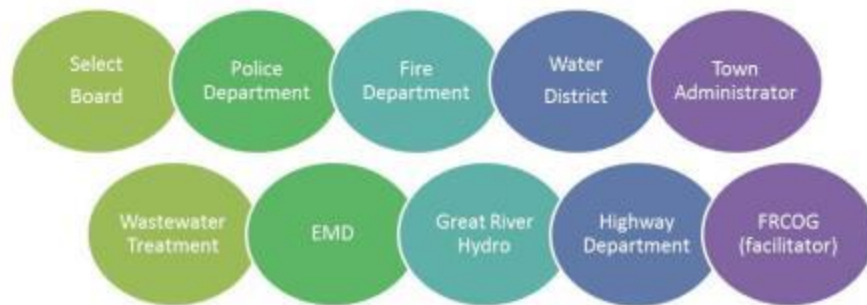 Select
Board
Police
Department
Fire
Department
Water
District
Town
Administrator
Wastewater
Treatment
EMD
Great River
Hydro
Highway
Department
FRCOG
(facilitator)